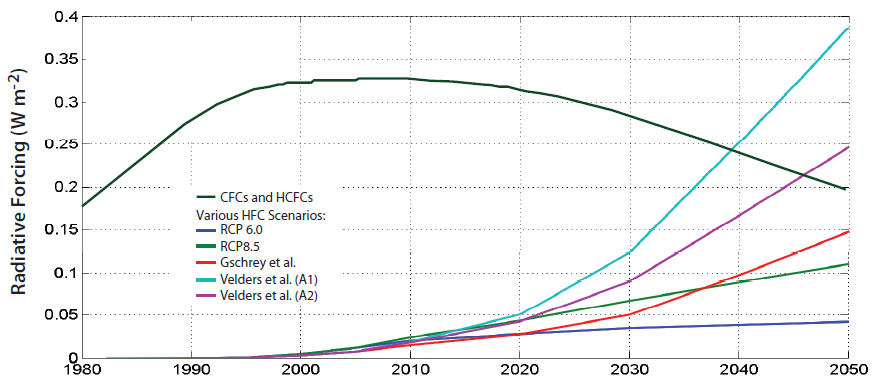 Radiative Forcing (W m-2)
0.4
0.35
0.3
0.25
0.2
0.15
0.1
0.05
0
CFCs and HCFCs
Various HFC Scenarios:
RCP 6.0
RCP8.5
Gschrey et al.
Velders et al. (A1)
Velders et al. (A2)
1980 1990 2000 2010 2020 2030 2040 2050